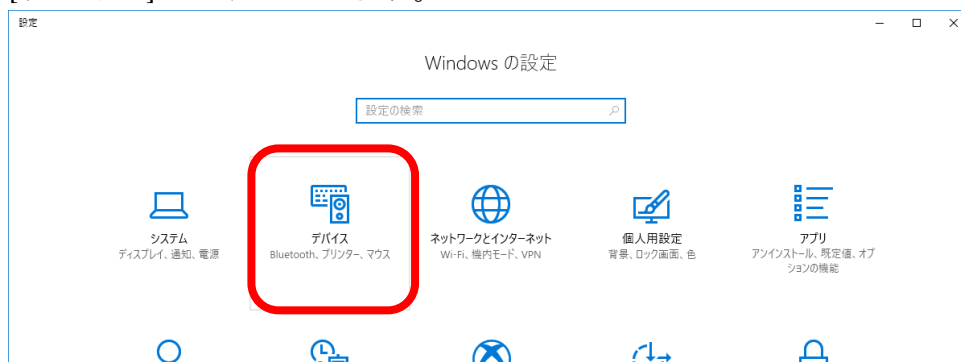 設定
Windows の設定
設定の検索
システム
ディスプレイ、通知、電源
デバイス
Bluetooth、プリンター、マウス
ネットワークとインターネット
Wi-Fi、機内モード、VPN
個人用設定
背景、ロック画面、色
アプリ
アンインストール、既定値、オプ
ションの機能